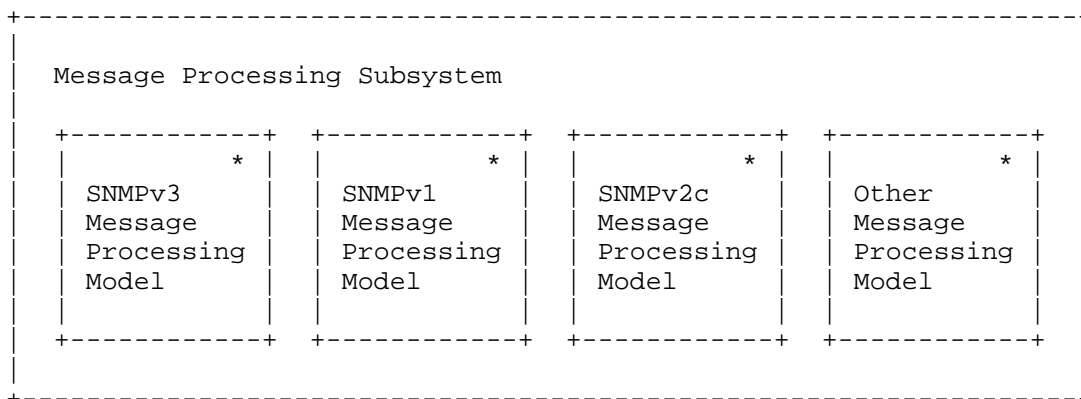 Message Processing Subsystem
* * * *
SNMPv3 SNMPv1 SNMPv2c Other
Message Message Message Message
Processing Processing Processing Processing
Model Model Model Model